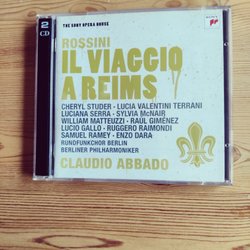 2
CD
THE SONY OPERA HOUSE
SONY
ROSSINI
IL VIAGGIO
A REIMS
CHERYL STUDER · LUCIA VALENTINI TERRANI
LUCIANA SERRA · SYLVIA McNAIR
WILLIAM MATTEUZZI · RAÚL GIMÉNEZ
LUCIO GALLO · RUGGERO RAIMONDI
SAMUEL RAMEY · ENZO DARA
RUNDFUNKCHOR BERLIN
BERLINER PHILHARMONIKER
CLAUDIO ABBADO